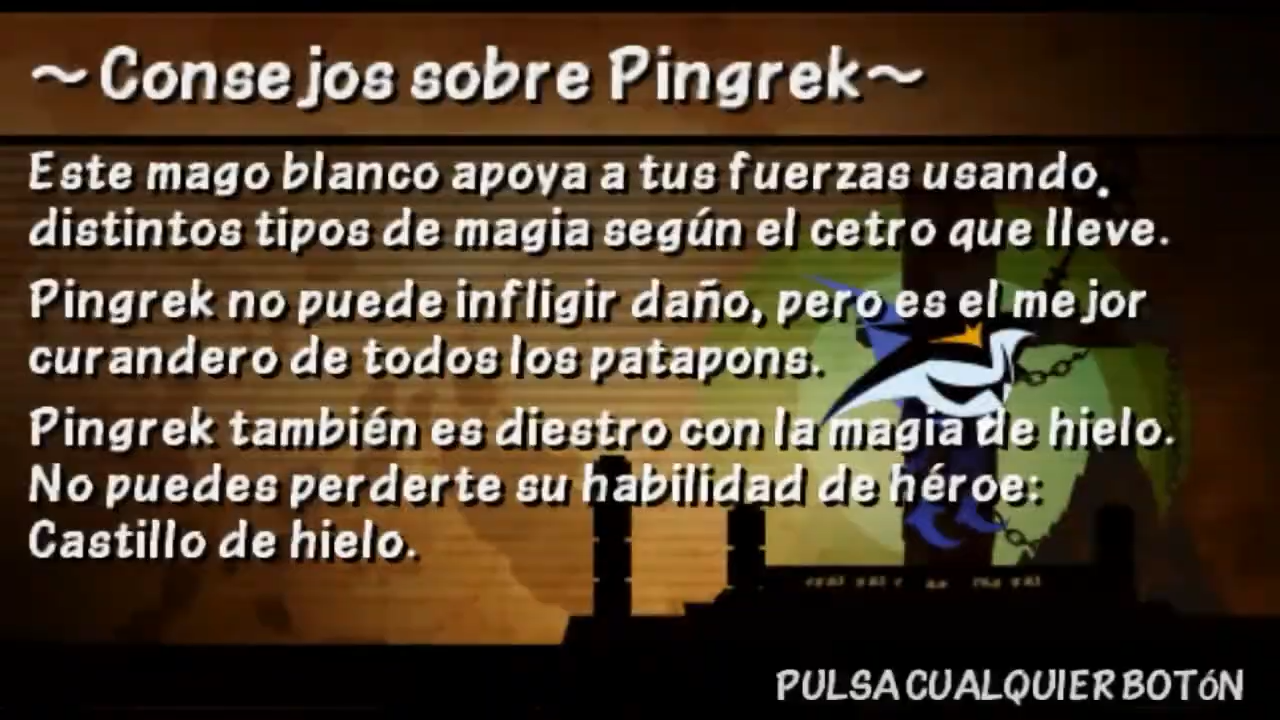 ~Consejos sobre Pingrek~
Este mago blanco apoya a tus fuerzas usando.
distintos tipos de magia según el cetro que lleve.
Pingrek no puede infligir daño, pero es el mejor
curandero de todos los patapons.
Pingrek también es diestro con la magia de hielo.
No puedes perderte su habilidad de héroe:
Castillo de hielo.
PULSA CUALQUIER BOTóN